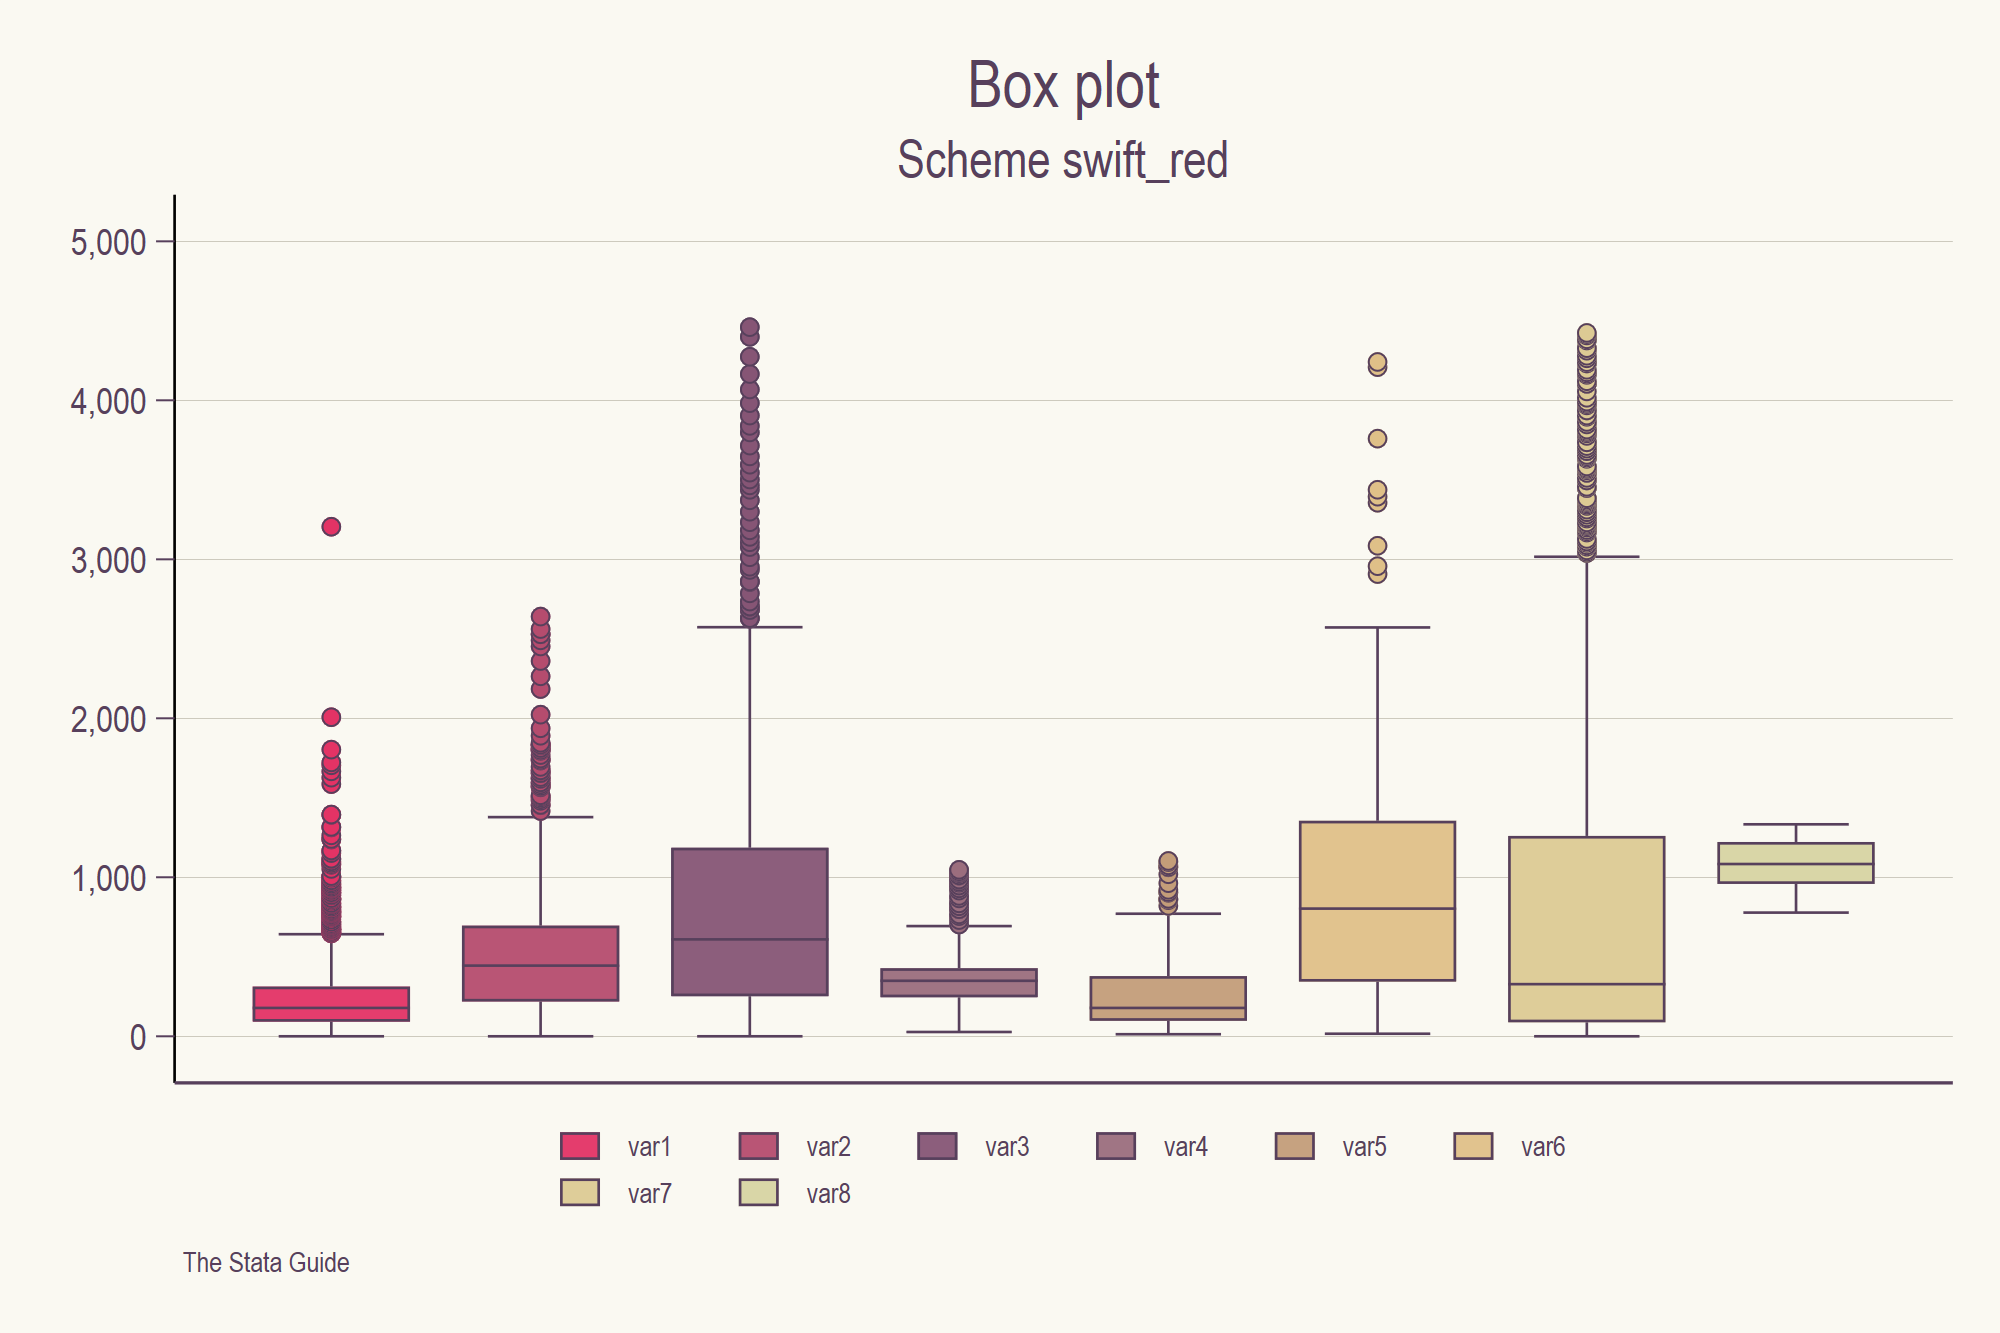 Box plot
Scheme swift_red
5,000
4,000
3,000
2,000
1,000
0
var1 var2 var3 var4 var5 var6
var7 var8
The Stata Guide